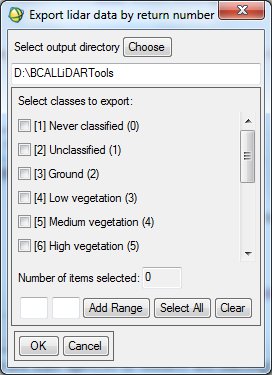 Export lidar data by return number
Select output directory Choose
D:\BCALLiDARTools
Select classes to export:
[1] Never classified (0)
[2] Unclassified (1)
[3] Ground (2)
[4] Low vegetation (3)
[5] Medium vegetation (4)
[6] High vegetation (5)
Number of items selected: 0
Add Range Select All Clear
OK Cancel